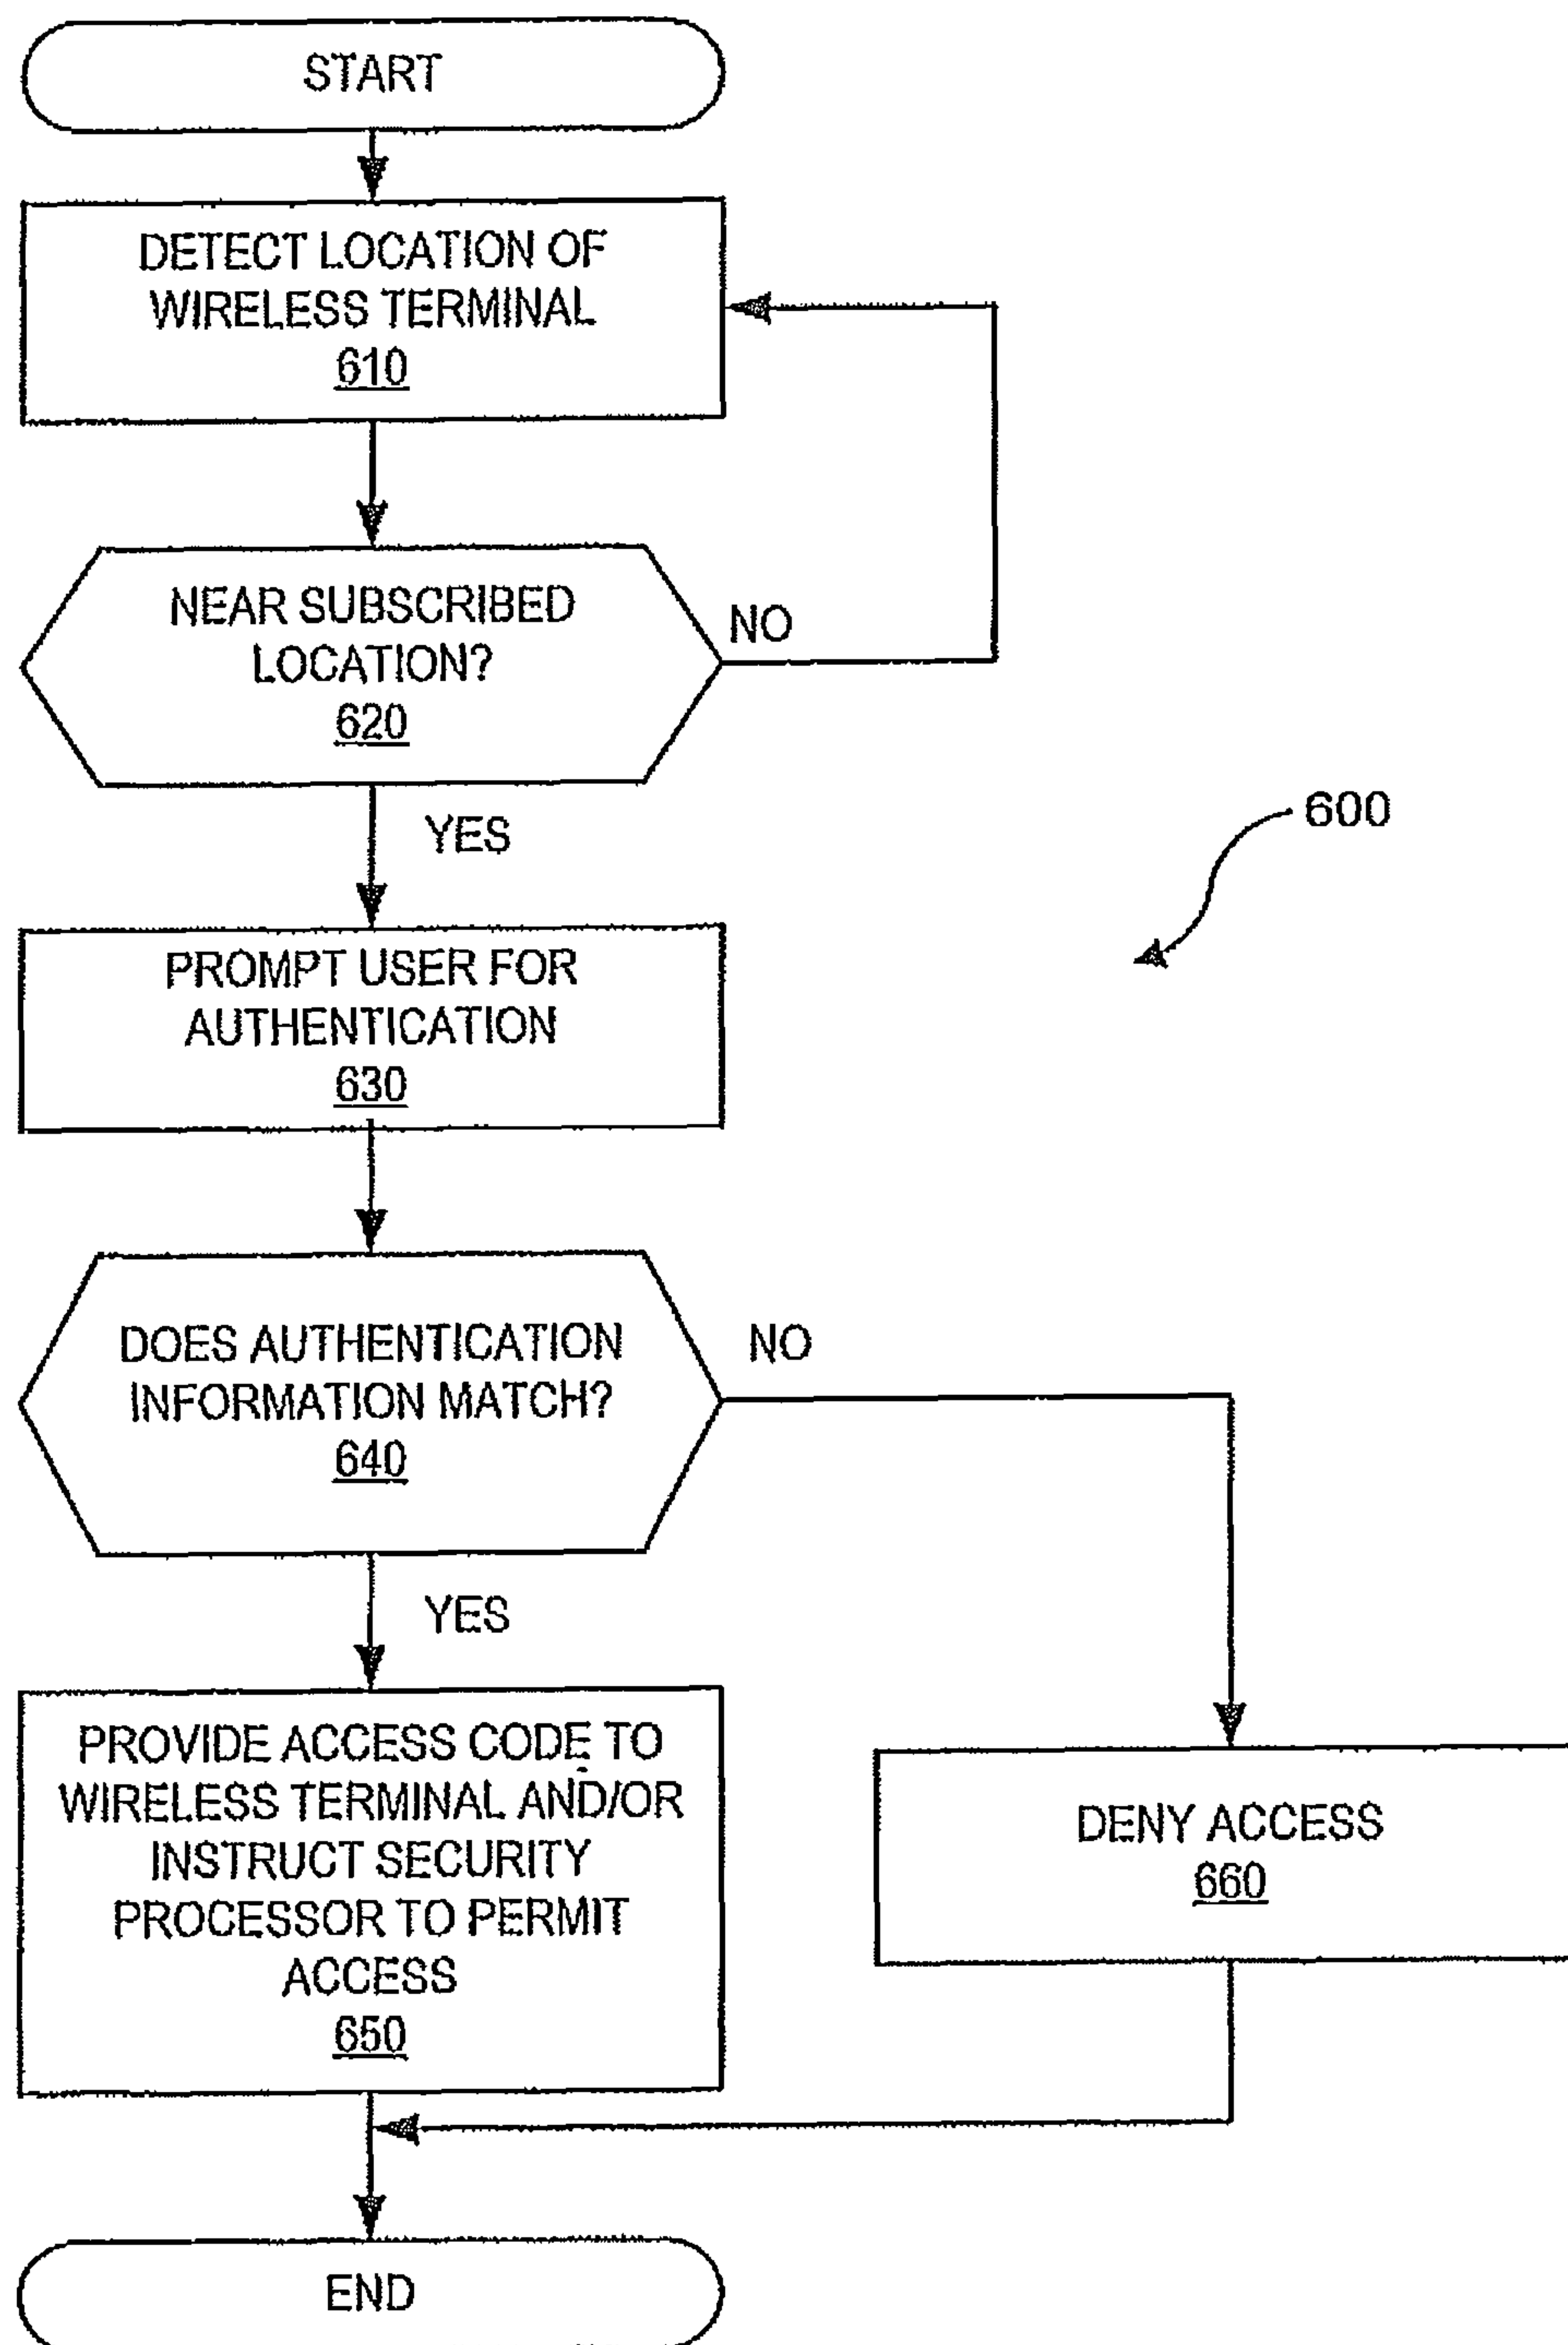 START
DETECT LOCATION OF
WIRELESS TERMINAL
610
NEAR SUBSCRIBED
LOCATION?
620
NO
YES
600
PROMPT USER FOR
AUTHENTICATION
630
DOES AUTHENTICATION
INFORMATION MATCH?
640
NO
YES
PROVIDE ACCESS CODE TO
WIRELESS TERMINAL AND/OR
INSTRUCT SECURITY
PROCESSOR TO PERMIT
ACCESS
650
DENY ACCESS
660
END